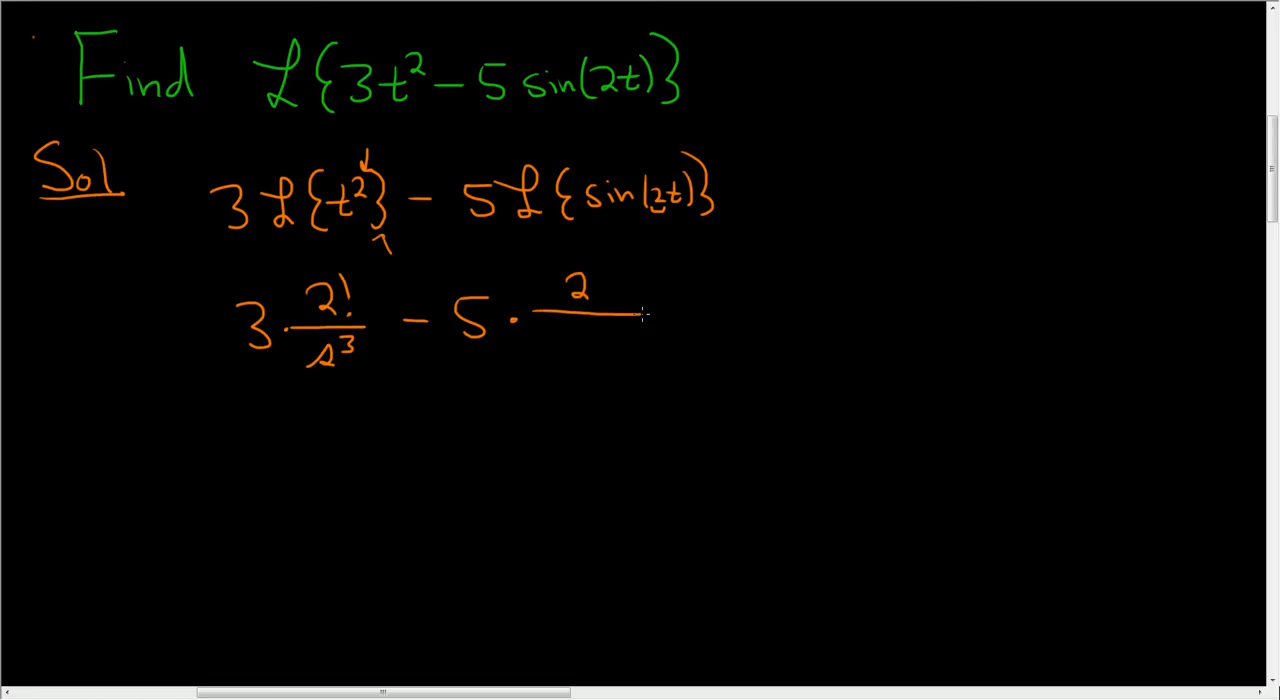 Find ℒ{3t² − 5 sin(2t)}
Sol
3ℒ{t²} − 5ℒ{sin(2t)}
3 · 2!/s³ − 5 · 2/